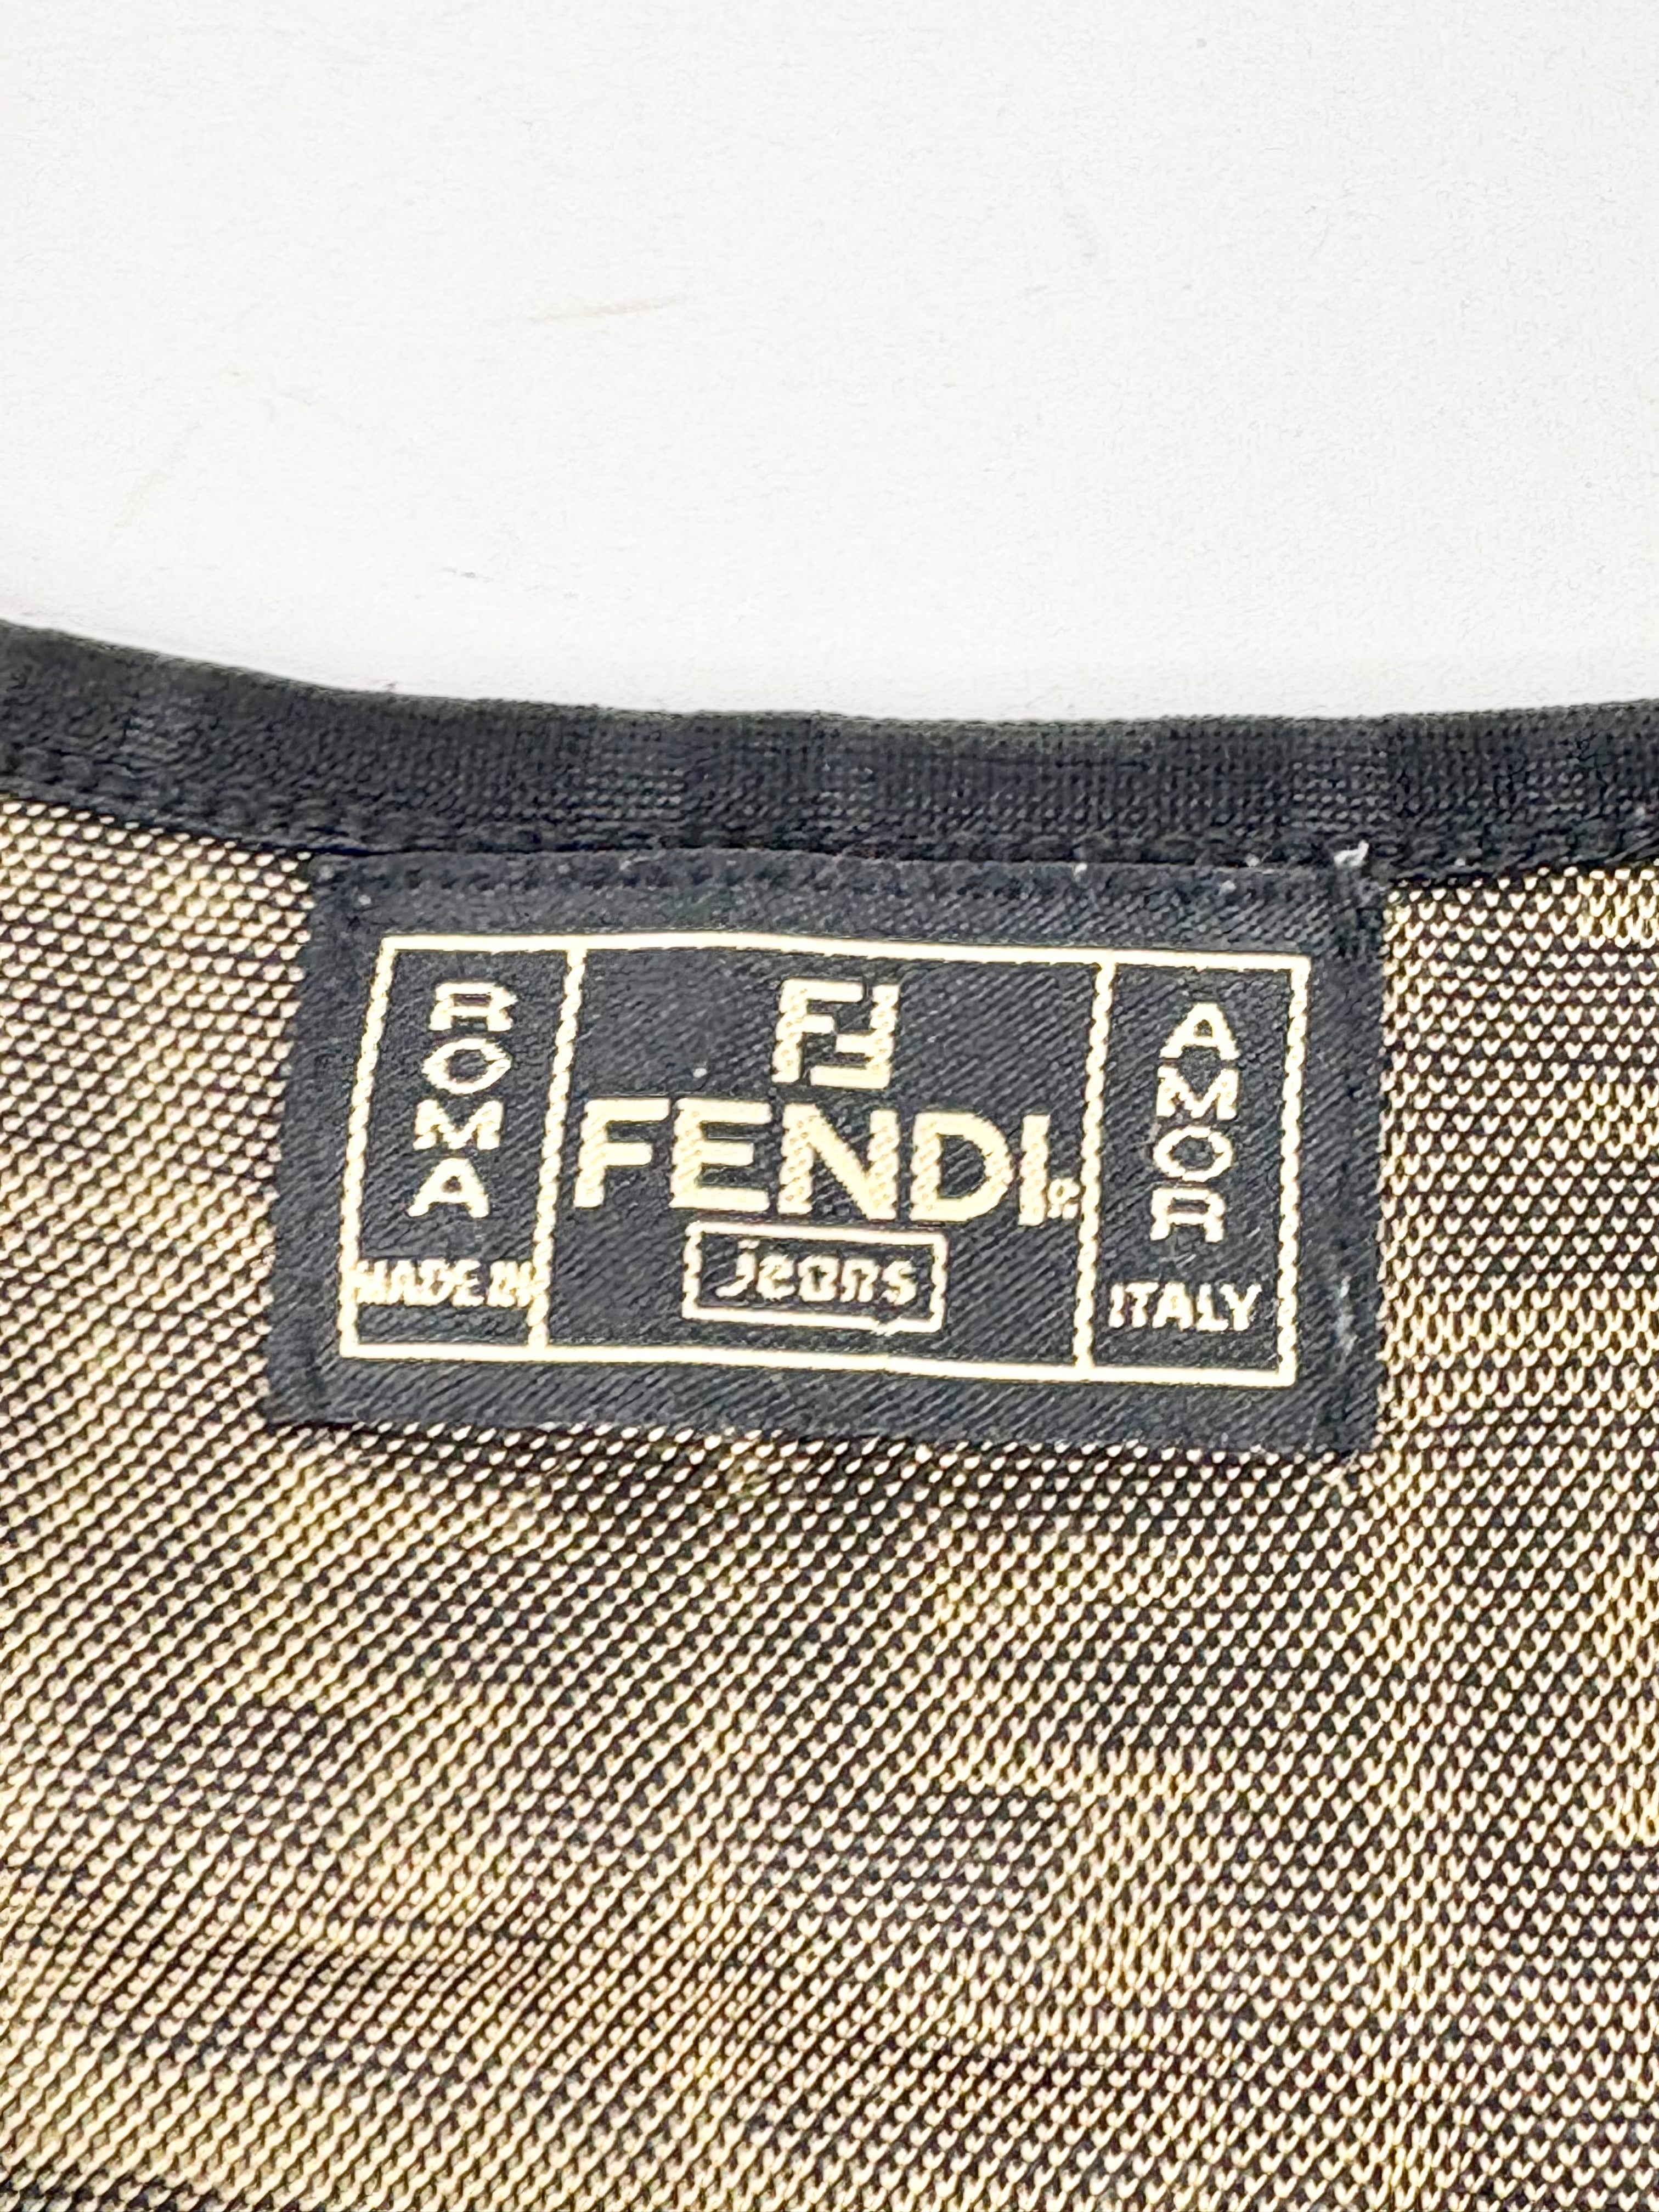 ROMA
MADE IN
FF
FENDI
jeans
AMOR
ITALY